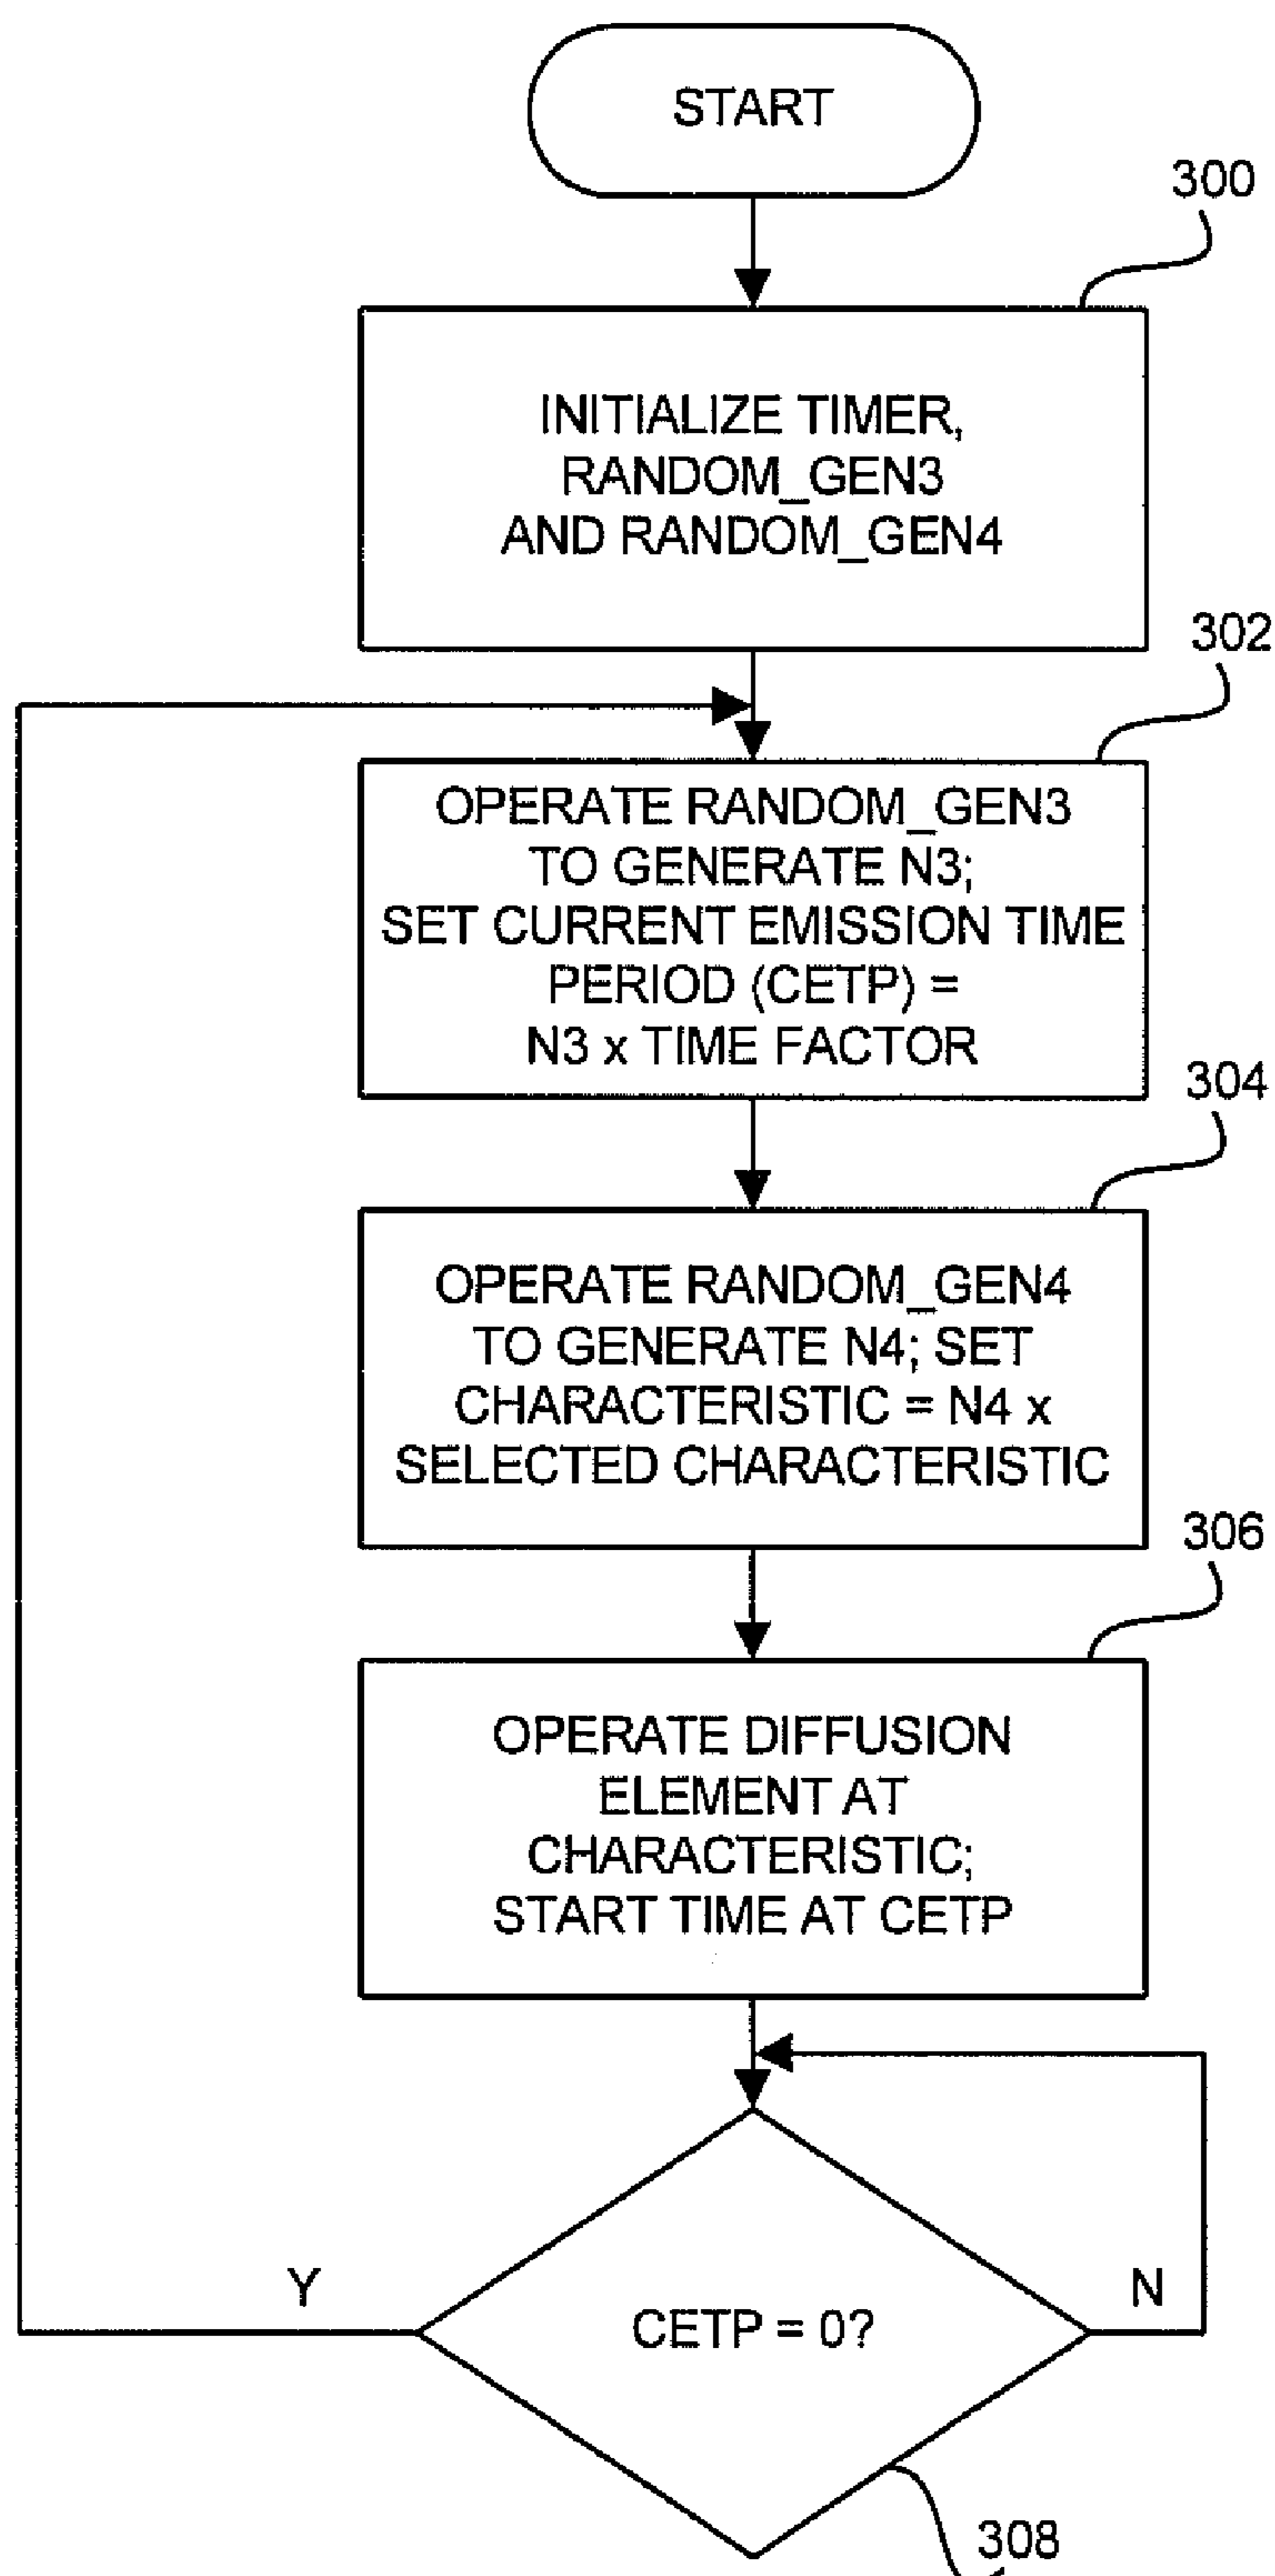 START
300
INITIALIZE TIMER,
RANDOM_GEN3
AND RANDOM_GEN4
302
OPERATE RANDOM_GEN3
TO GENERATE N3;
SET CURRENT EMISSION TIME
PERIOD (CETP) =
N3 x TIME FACTOR
304
OPERATE RANDOM_GEN4
TO GENERATE N4; SET
CHARACTERISTIC = N4 x
SELECTED CHARACTERISTIC
306
OPERATE DIFFUSION
ELEMENT AT
CHARACTERISTIC;
START TIME AT CETP
Y
N
CETP = 0?
308